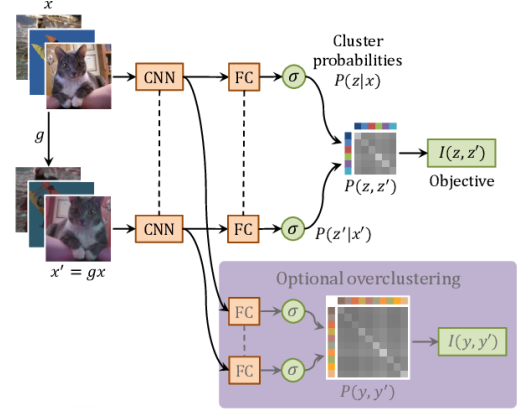 x
g
x′ = gx
CNN
FC
σ
Cluster
probabilities
P(z|x)
P(z, z′)
I(z, z′)
Objective
CNN
FC
σ
P(z′|x′)
Optional overclustering
FC
σ
FC
σ
P(y, y′)
I(y, y′)